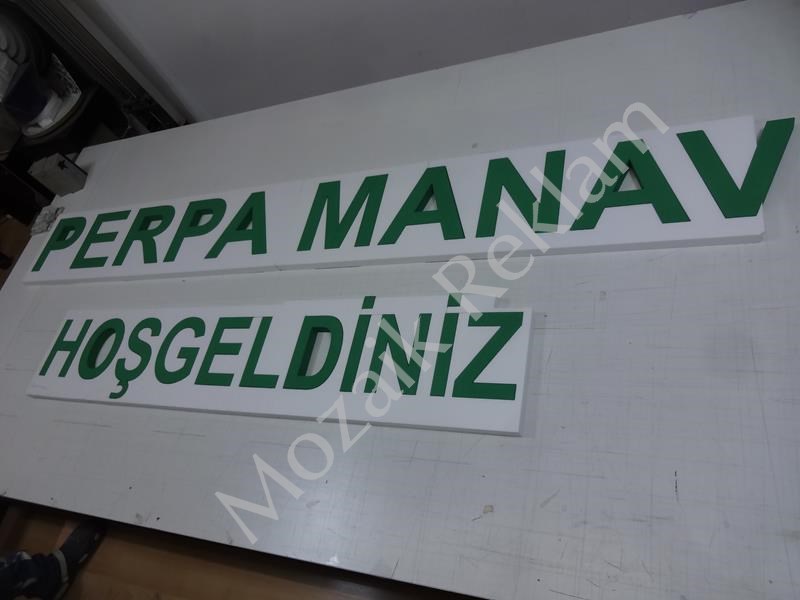 PERPA MANAV
HOŞGELDİNİZ
Mozaik Reklam